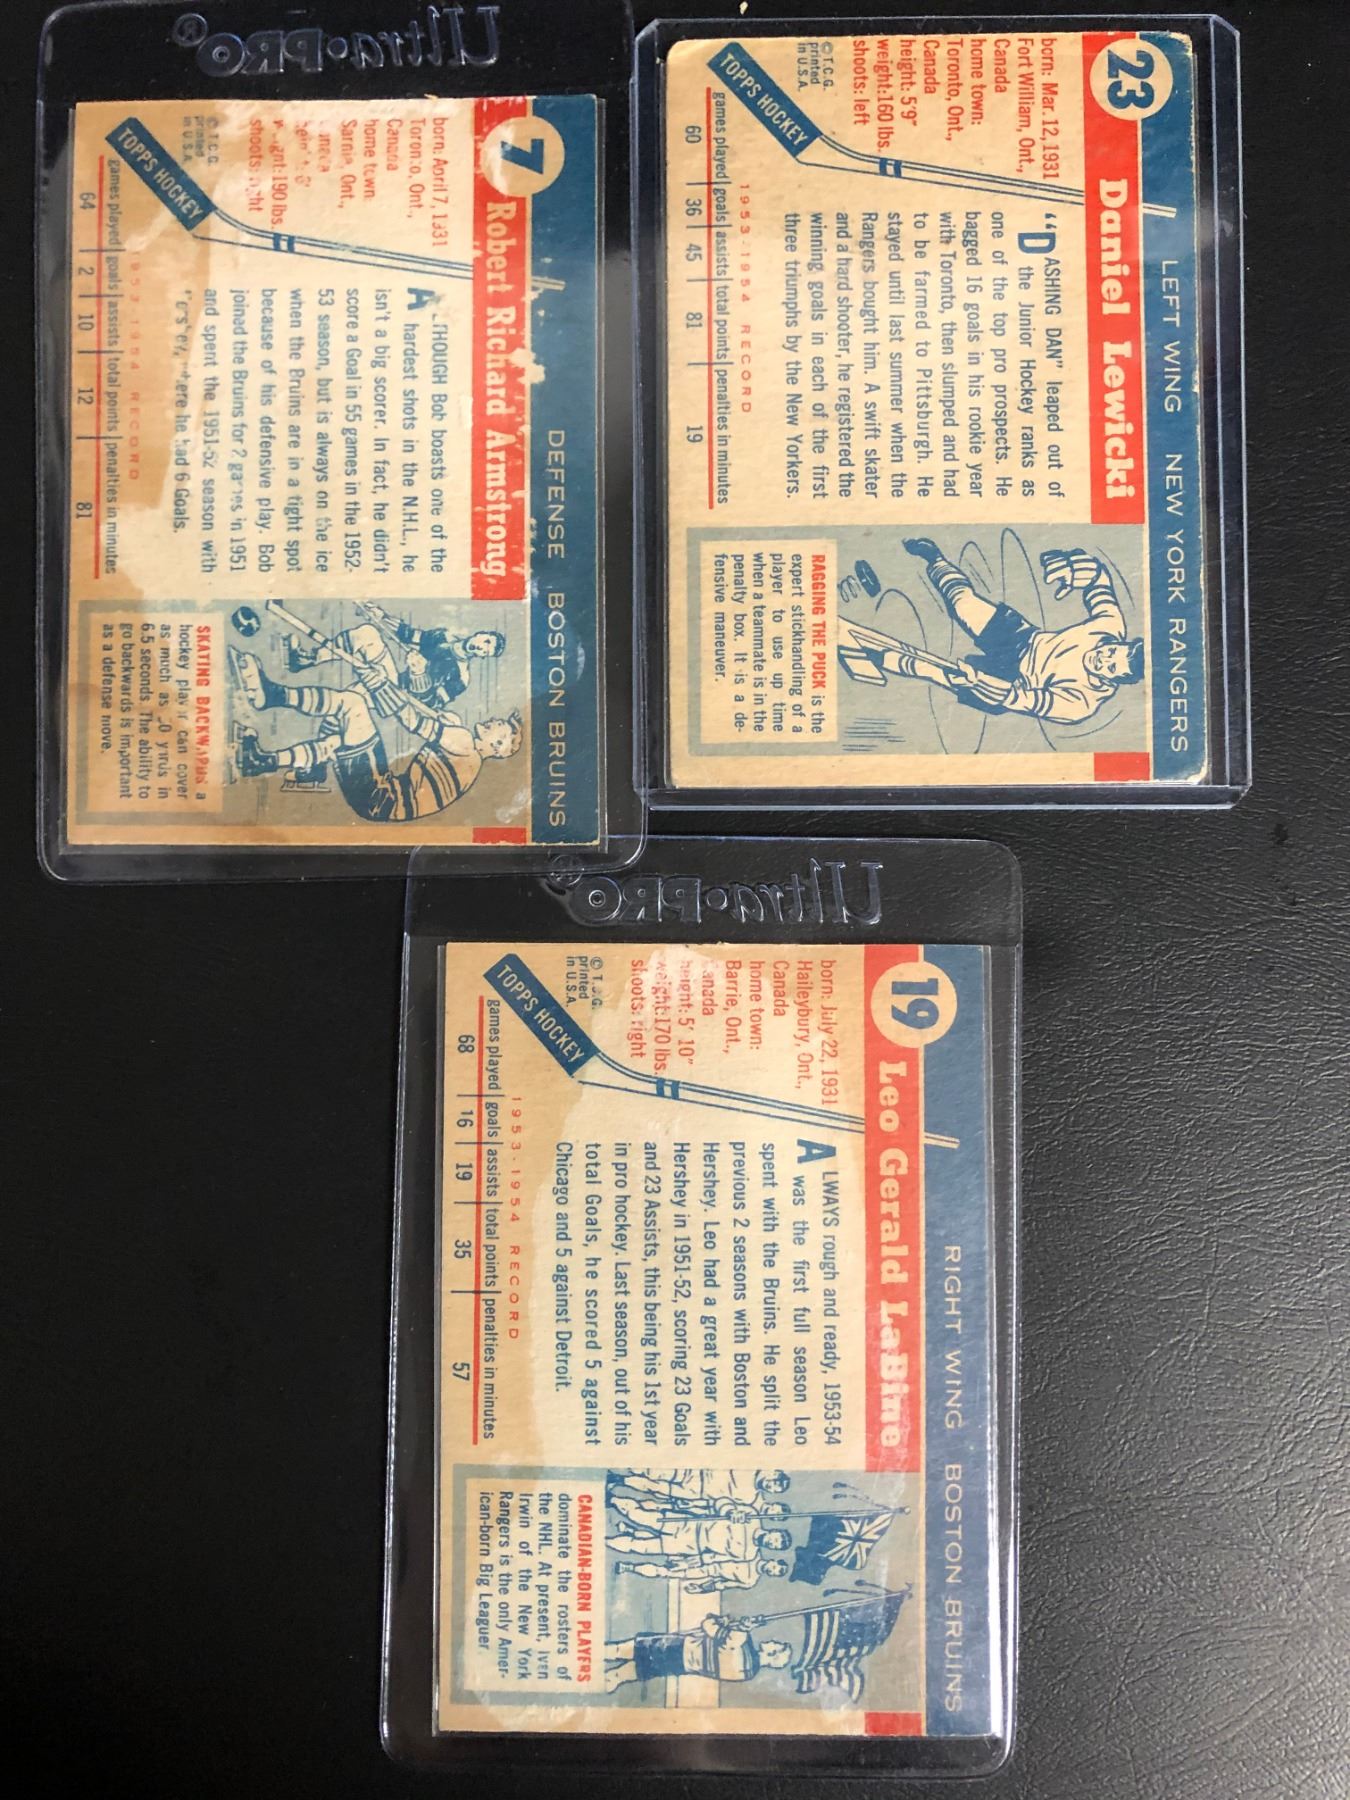 Ultra•PRO®
7
DEFENSE BOSTON BRUINS
Robert Richard Armstrong,
born: April 7, 1931
Toronto, Ont.,
Canada
home town:
Sarnia, Ont.,
190 lbs.
shoots: right
© T.C.G.
printed
in U.S.A.
TOPPS HOCKEY
ALTHOUGH Bob boasts one of the
hardest shots in the N.H.L., he
isn't a big scorer. In fact, he didn't
score a Goal in 55 games in the 1952-
53 season, but is always on the ice
when the Bruins are in a tight spot
because of his defensive play. Bob
joined the Bruins for 2 games in 1951
and spent the 1951-52 season with
Hershey, where he had 6 Goals.
1953-1954 RECORD
games played goals assists total points penalties in minutes
64 2 10 12 81
SKATING BACKWARDS a
hockey player can cover
as much as yards in
6.5 seconds. The ability to
go backwards is important
as a defense move.
23
LEFT WING NEW YORK RANGERS
Daniel Lewicki
born: Mar. 12, 1931
Fort William, Ont.,
Canada
home town:
Toronto, Ont.,
Canada
height: 5'9"
weight: 160 lbs.
shoots: left
© T.C.G.
printed
in U.S.A.
TOPPS HOCKEY
"DASHING DAN" leaped out of
the Junior Hockey ranks as
one of the top pro prospects. He
bagged 16 goals in his rookie year
with Toronto, then slumped and had
to be farmed to Pittsburgh. He
stayed until last summer when the
Rangers bought him. A swift skater
and a hard shooter, he registered the
winning goals in each of the first
three triumphs by the New Yorkers.
1953-1954 RECORD
games played goals assists total points penalties in minutes
60 36 45 81 19
RAGGING THE PUCK is the
expert stickhandling of a
player to use up time
when a teammate is in the
penalty box. It is a de-
fensive maneuver.
Ultra•PRO®
19
RIGHT WING BOSTON BRUINS
Leo Gerald LaBine
born: July 22, 1931
Haileybury, Ont.,
Canada
home town:
Barrie, Ont.,
Canada
height: 5' 10"
weight: 170 lbs.
shoots: right
© T.C.G.
printed
in U.S.A.
TOPPS HOCKEY
ALWAYS rough and ready, 1953-54
was the first full season Leo
spent with the Bruins. He split the
previous 2 seasons with Boston and
Hershey. Leo had a great year with
Hershey in 1951-52, scoring 23 Goals
and 23 Assists, this being his 1st year
in pro hockey. Last season, out of his
total Goals, he scored 5 against
Chicago and 5 against Detroit.
1953-1954 RECORD
games played goals assists total points penalties in minutes
68 16 19 35 57
CANADIAN-BORN PLAYERS
dominate the rosters of
the NHL. At present, Iven
Irwin of the New York
Rangers is the only Amer-
ican-born Big Leaguer.